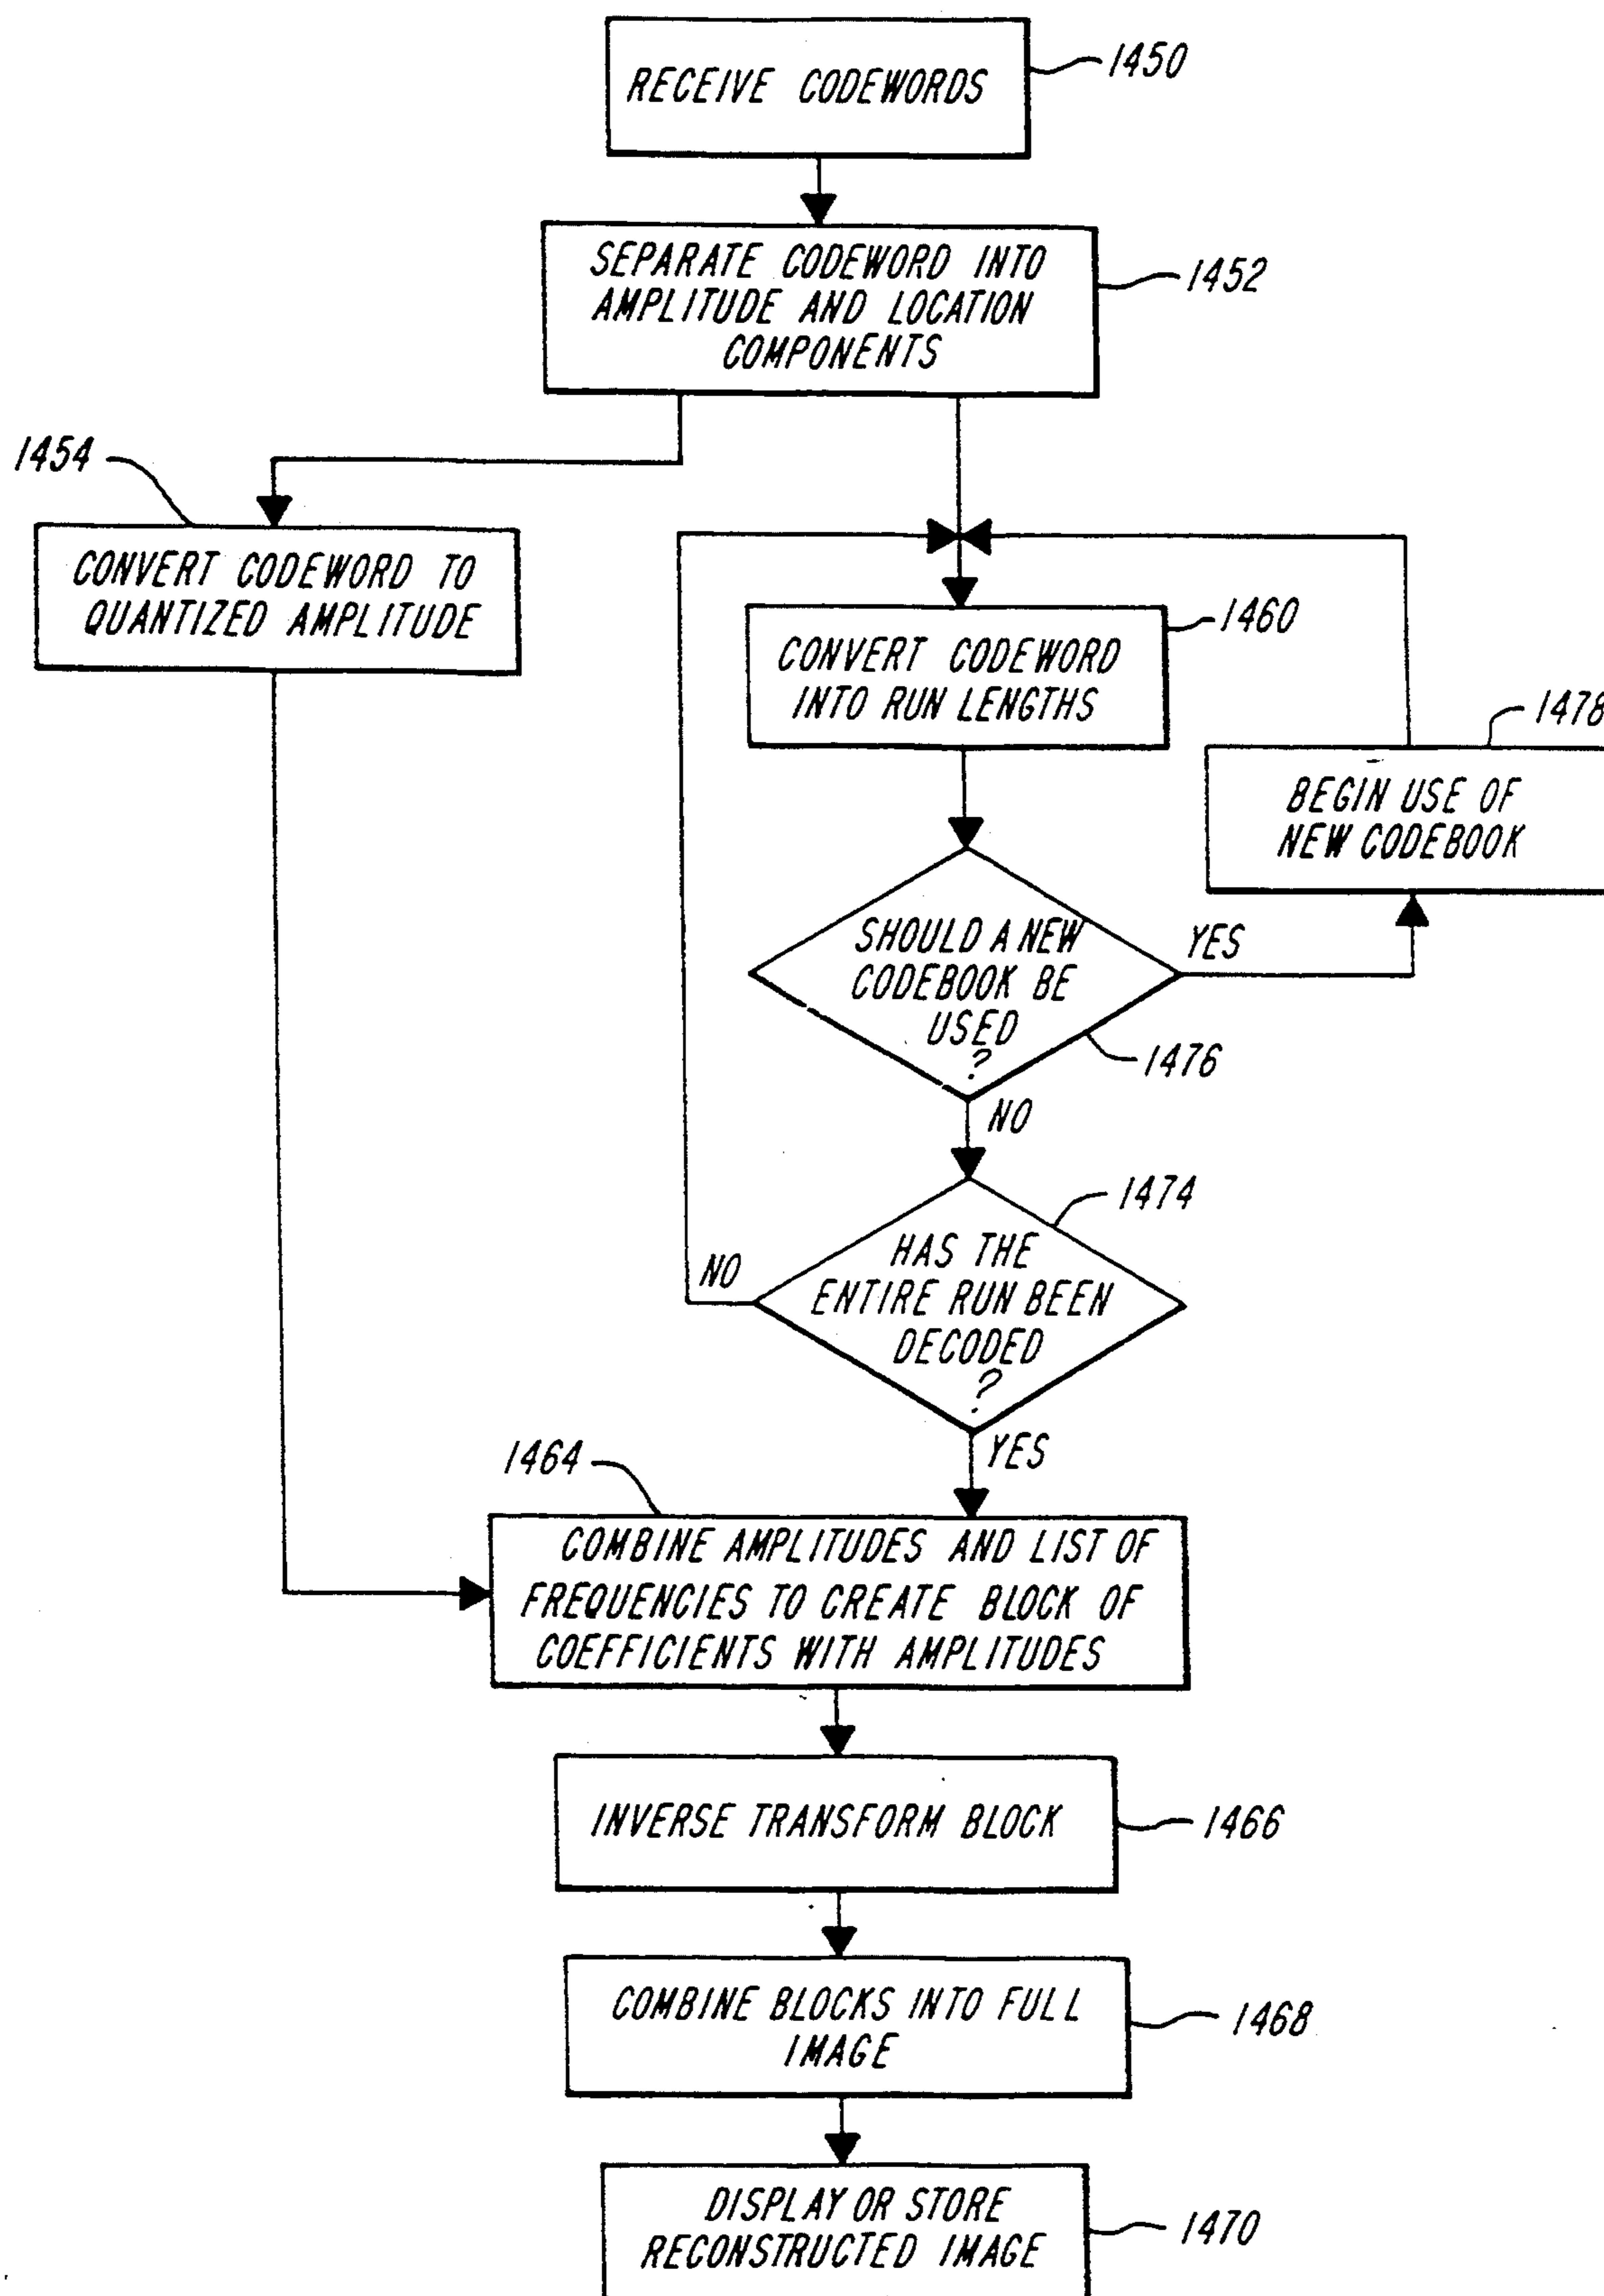 RECEIVE CODEWORDS
1450
SEPARATE CODEWORD INTO
AMPLITUDE AND LOCATION
COMPONENTS
1452
1454
CONVERT CODEWORD TO
QUANTIZED AMPLITUDE
CONVERT CODEWORD
INTO RUN LENGTHS
1460
1478
BEGIN USE OF
NEW CODEBOOK
SHOULD A NEW
CODEBOOK BE
USED
?
YES
1476
NO
1474
HAS THE
ENTIRE RUN BEEN
DECODED
?
NO
YES
1464
COMBINE AMPLITUDES AND LIST OF
FREQUENCIES TO CREATE BLOCK OF
COEFFICIENTS WITH AMPLITUDES
INVERSE TRANSFORM BLOCK
1466
COMBINE BLOCKS INTO FULL
IMAGE
1468
DISPLAY OR STORE
RECONSTRUCTED IMAGE
1470